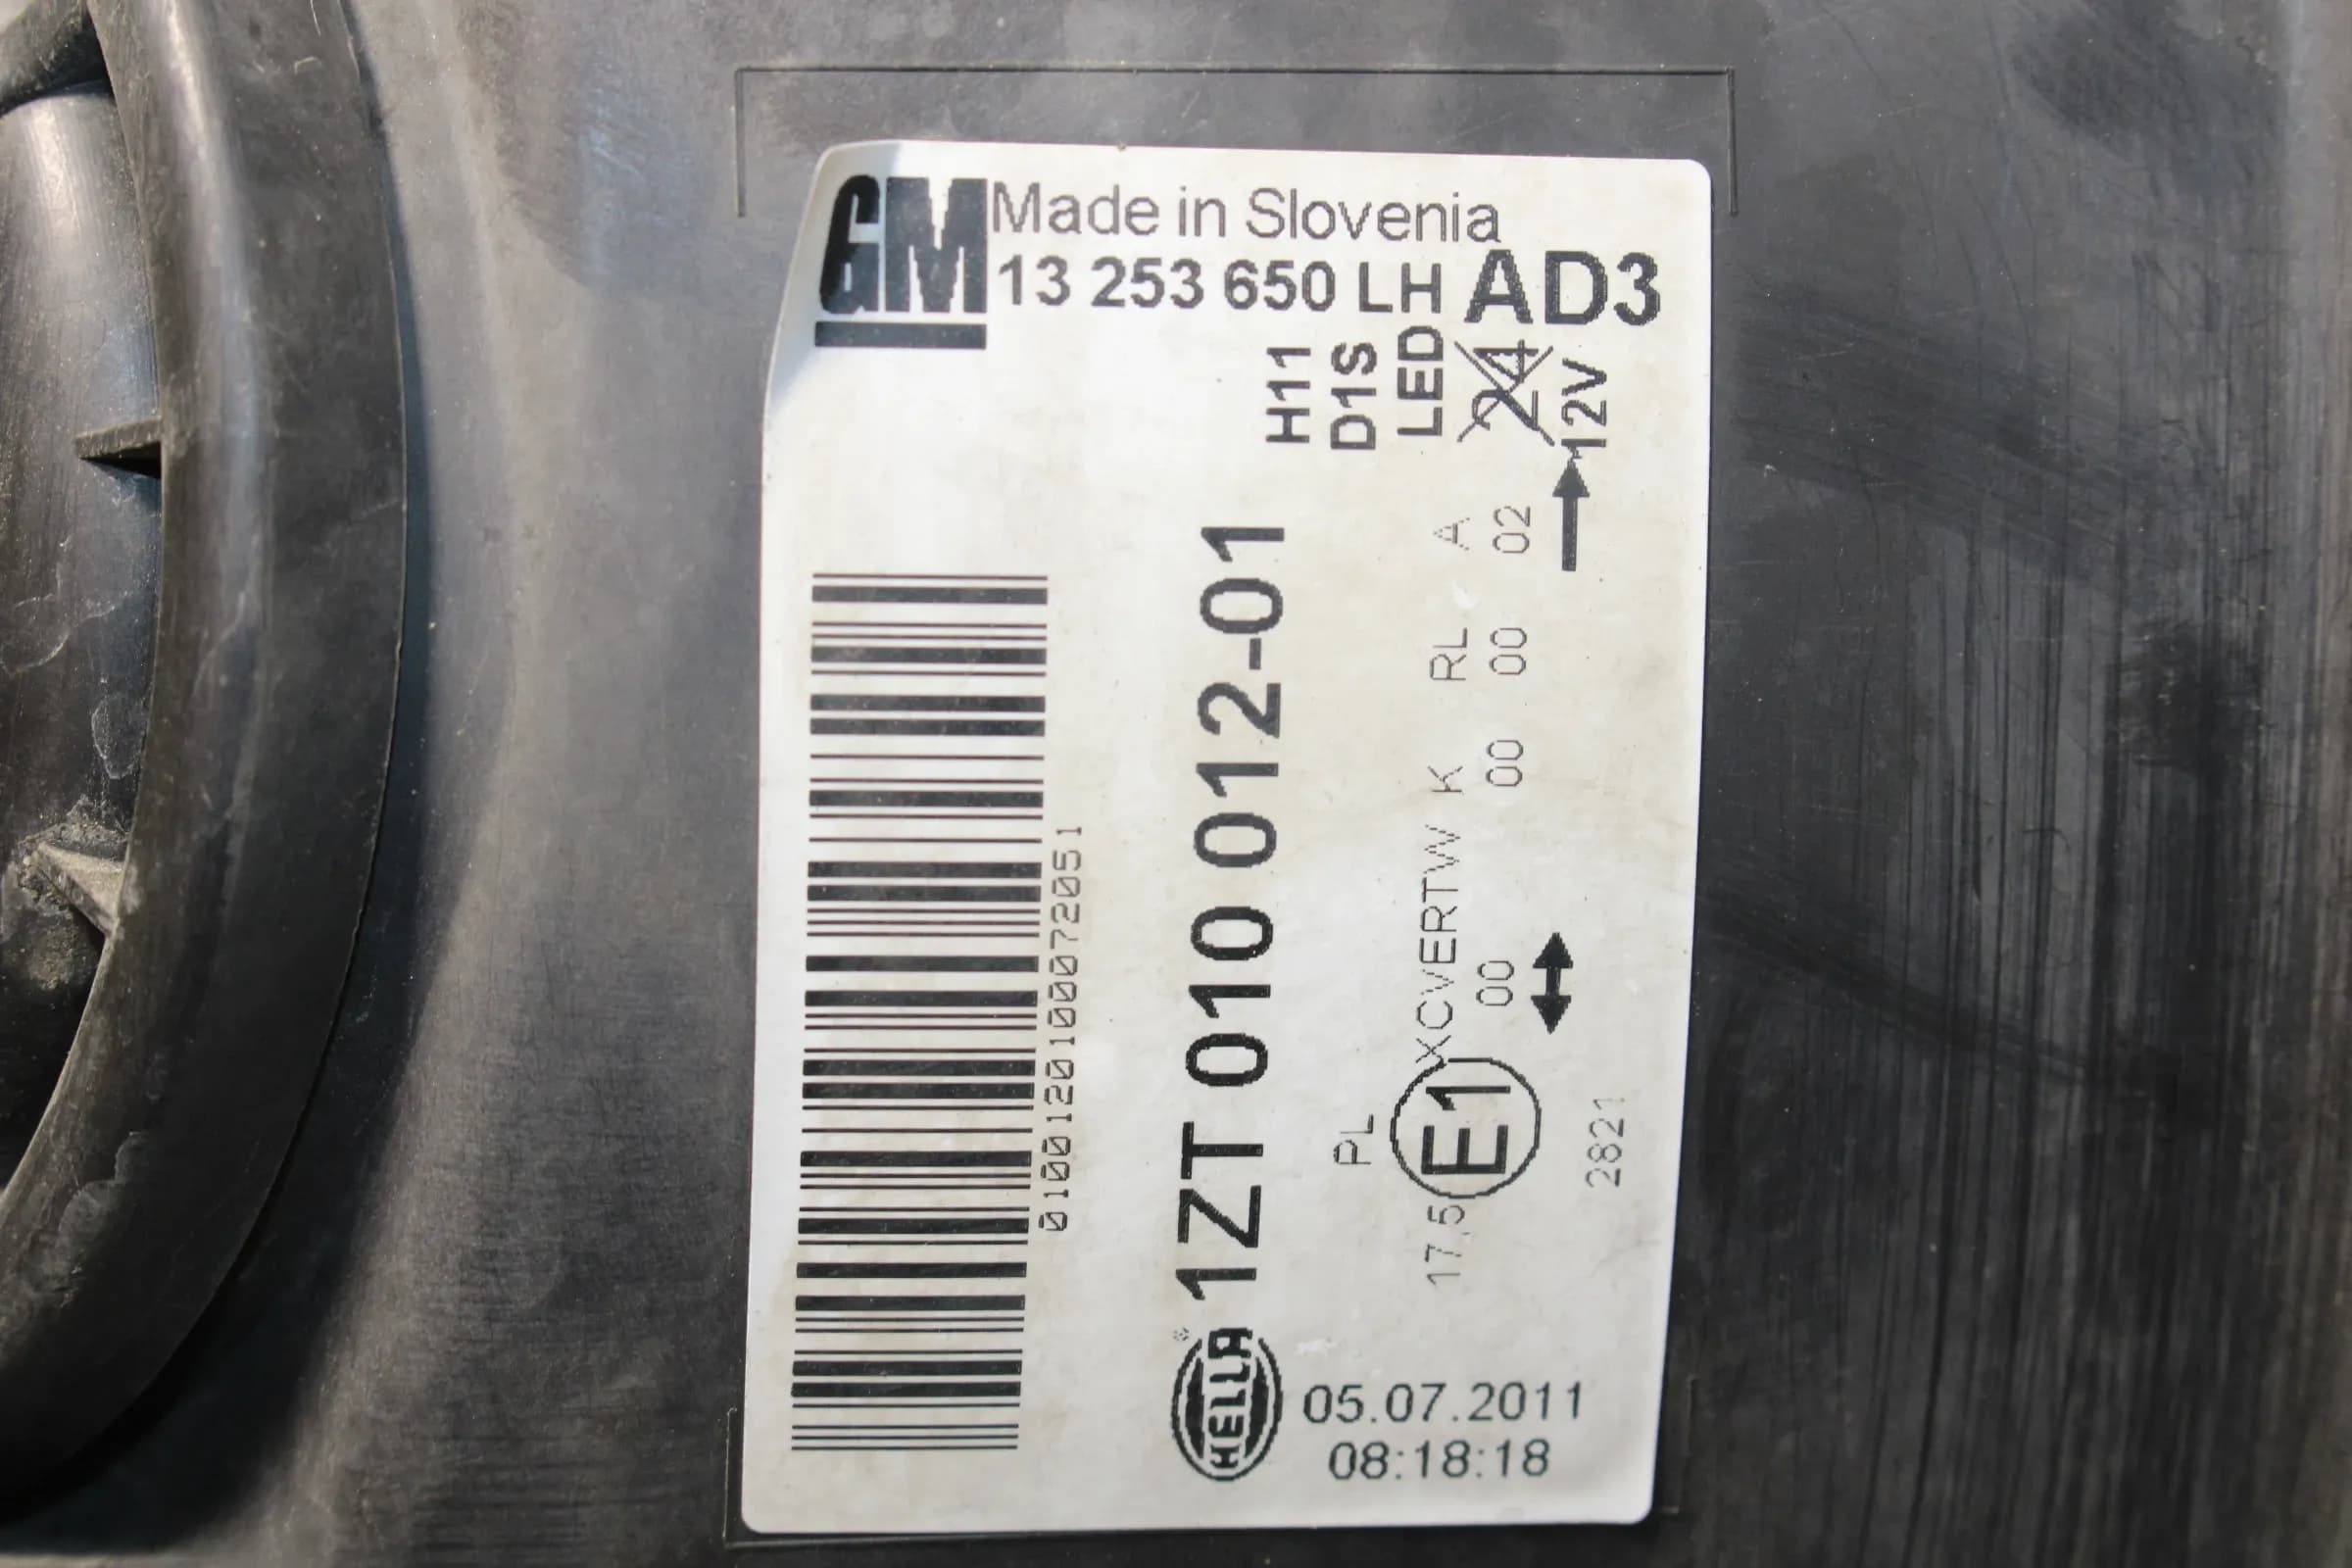 GM Made in Slovenia
13 253 650 LH AD3
H11
D1S
LED
24
12V
0100120100072051
1ZT 010 012-01
PL
17,5 E1 XCVERTW K RL A
00 00 00 02
2821
HELLA®
05.07.2011
08:18:18